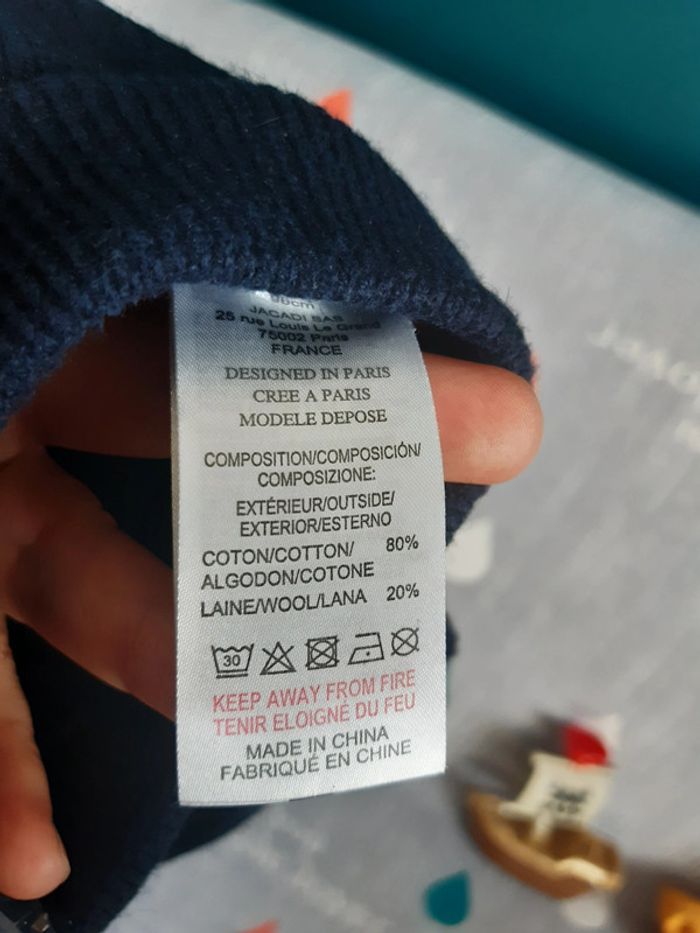 JACADI SAS
25 rue Louis Le Grand
75002 Paris
FRANCE
DESIGNED IN PARIS
CREE A PARIS
MODELE DEPOSE
COMPOSITION/COMPOSICIÓN/
COMPOSIZIONE:
EXTÉRIEUR/OUTSIDE/
EXTERIOR/ESTERNO
COTON/COTTON/ 80%
ALGODON/COTONE
LAINE/WOOL/LANA 20%
30
KEEP AWAY FROM FIRE
TENIR ELOIGNÉ DU FEU
MADE IN CHINA
FABRIQUÉ EN CHINE